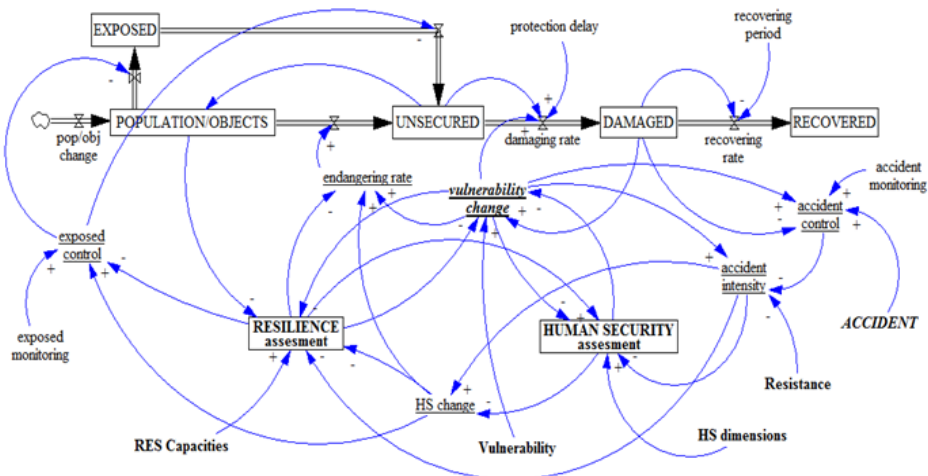 EXPOSED
protection delay
recovering
period
POPULATION/OBJECTS
UNSECURED
DAMAGED
RECOVERED
pop/obj
change
damaging rate
recovering
rate
endangering rate
vulnerability
change
accident
monitoring
accident
control
exposed
control
accident
intensity
exposed
monitoring
RESILIENCE
assesment
HUMAN SECURITY
assesment
ACCIDENT
Resistance
HS change
RES Capacities
Vulnerability
HS dimensions